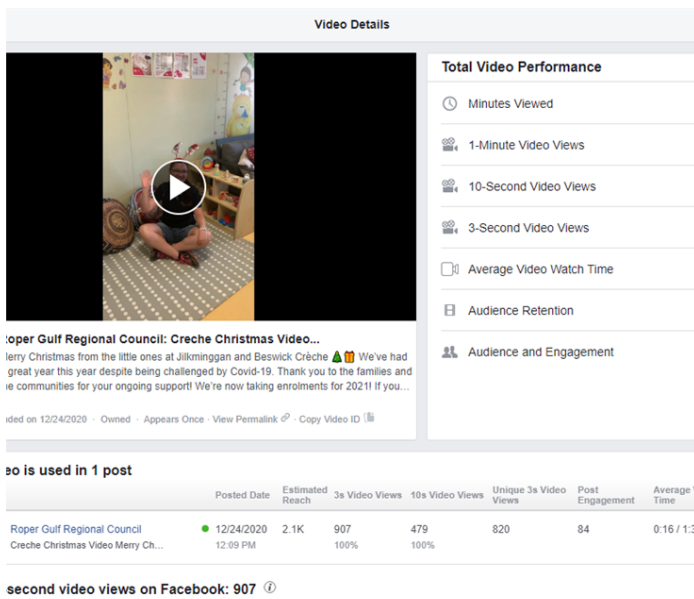 Video Details
Total Video Performance
Minutes Viewed
1-Minute Video Views
10-Second Video Views
3-Second Video Views
Average Video Watch Time
Audience Retention
Audience and Engagement
Roper Gulf Regional Council: Creche Christmas Video...
Merry Christmas from the little ones at Jilkminggan and Beswick Crèche 🎄🎁 We've had
great year this year despite being challenged by Covid-19. Thank you to the families and
communities for your ongoing support! We're now taking enrolments for 2021! If you...
on 12/24/2020 · Owned · Appears Once · View Permalink · Copy Video ID
is used in 1 post
Posted Date Estimated Reach 3s Video Views 10s Video Views Unique 3s Video Views Post Engagement Average Time
Roper Gulf Regional Council 12/24/2020 2.1K 907 479 820 84 0:16 /
Creche Christmas Video Merry Ch... 12:09 PM 100% 100%
second video views on Facebook: 907